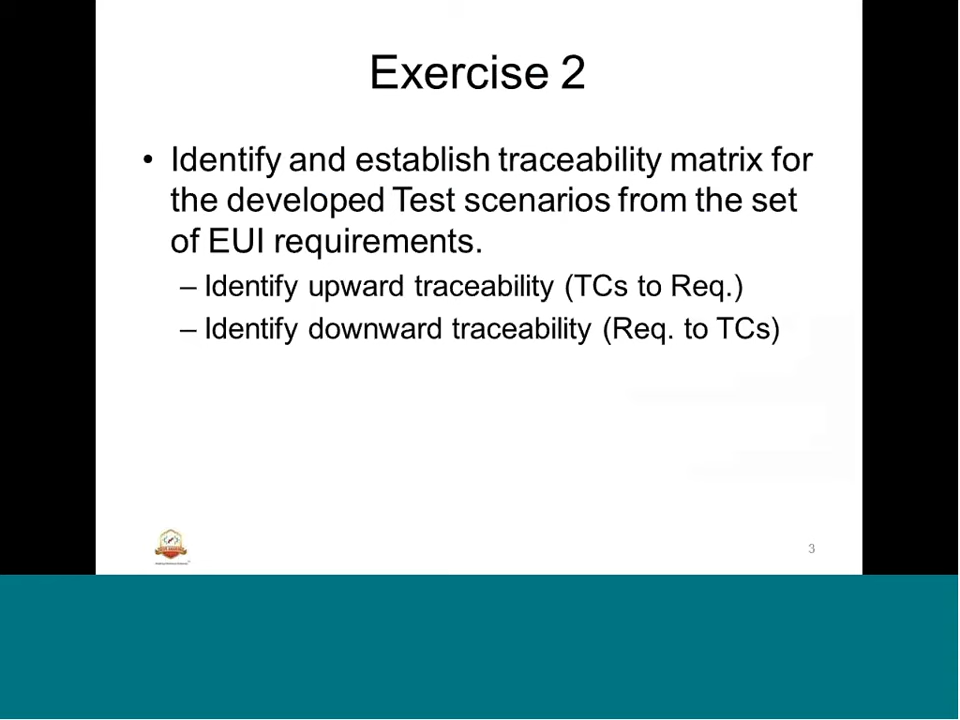 Exercise 2
• Identify and establish traceability matrix for
the developed Test scenarios from the set
of EUI requirements.
– Identify upward traceability (TCs to Req.)
– Identify downward traceability (Req. to TCs)
3